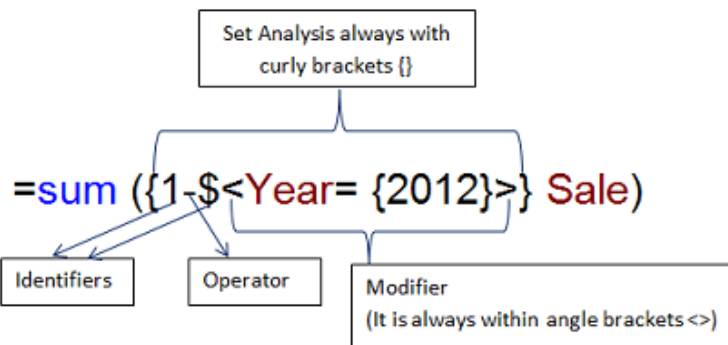 Set Analysis always with
curly brackets {}
=sum ({1-$<Year= {2012}>} Sale)
Identifiers
Operator
Modifier
(It is always within angle brackets <>)